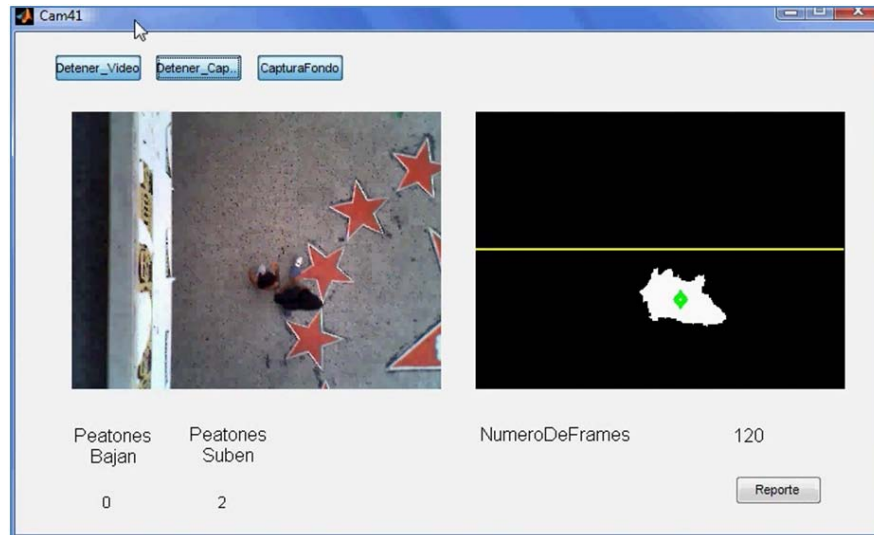 Cam41
Detener_Video
Detener_Cap..
CapturaFondo
Peatones
Bajan
Peatones
Suben
NumeroDeFrames
120
0
2
Reporte